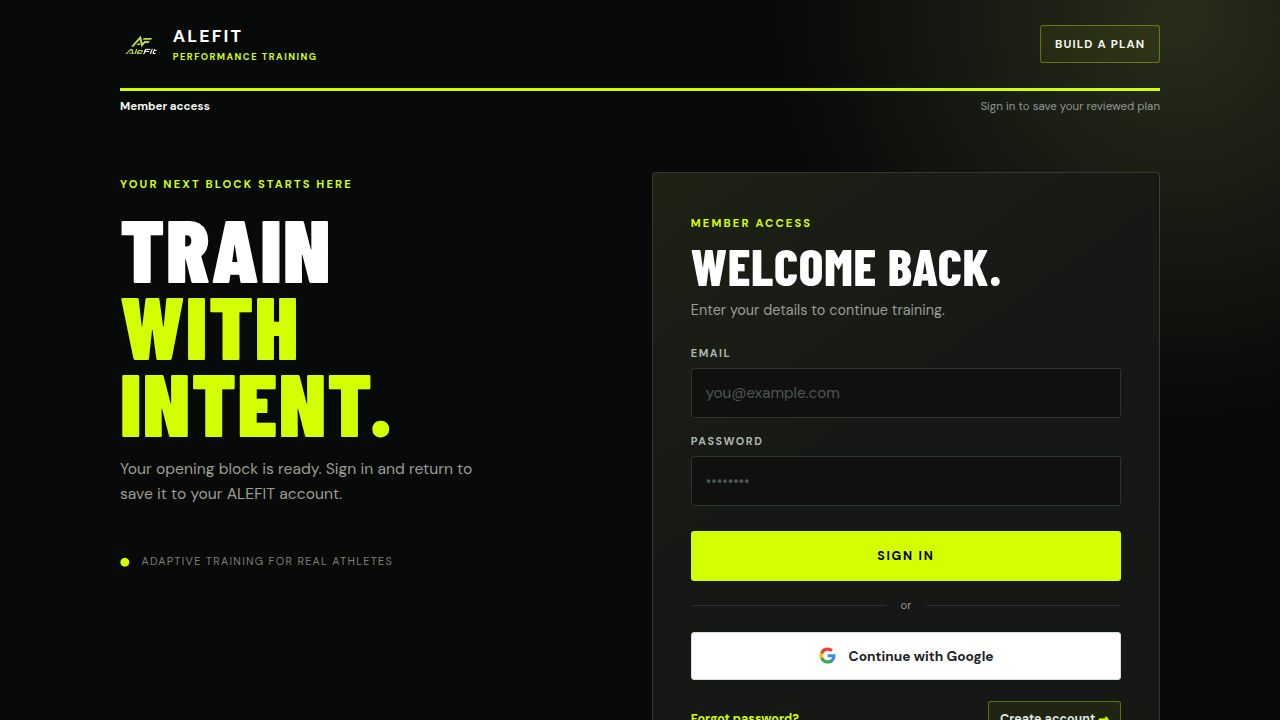 AleFit
ALEFIT
PERFORMANCE TRAINING
BUILD A PLAN
Member access
Sign in to save your reviewed plan
YOUR NEXT BLOCK STARTS HERE
TRAIN
WITH
INTENT.
Your opening block is ready. Sign in and return to
save it to your ALEFIT account.
ADAPTIVE TRAINING FOR REAL ATHLETES
MEMBER ACCESS
WELCOME BACK.
Enter your details to continue training.
EMAIL
you@example.com
PASSWORD
••••••••
SIGN IN
or
Continue with Google
Forgot password?
Create account →